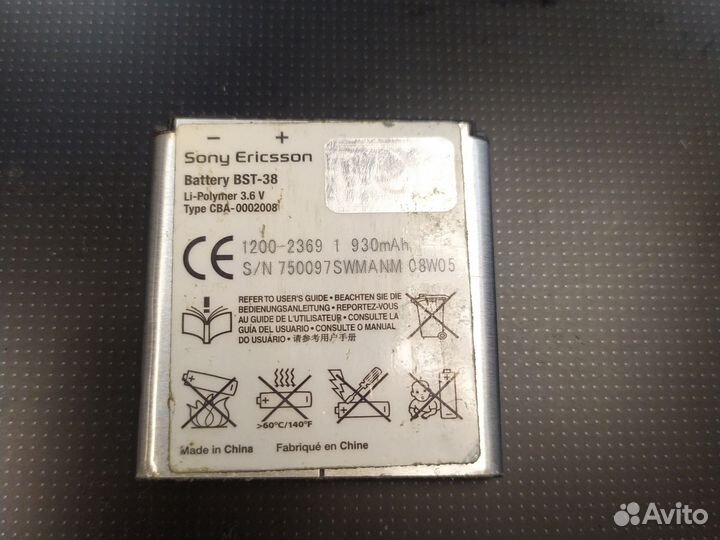 − +
Sony Ericsson
Battery BST-38
Li-Polymer 3.6 V
Type CBA-0002008
CE 1200-2369 1 930mAh
S/N 750097SWMANM 08W05
REFER TO USER'S GUIDE • BEACHTEN SIE DIE
BEDIENUNGSANLEITUNG • REPORTEZ-VOUS
AU GUIDE DE L'UTILISATEUR • CONSULTE LA
GUÍA DEL USUARIO • CONSULTE O MANUAL
DO USUÁRIO • 请参考用户手册
>60°C/140°F
Made in China Fabriqué en Chine
Avito